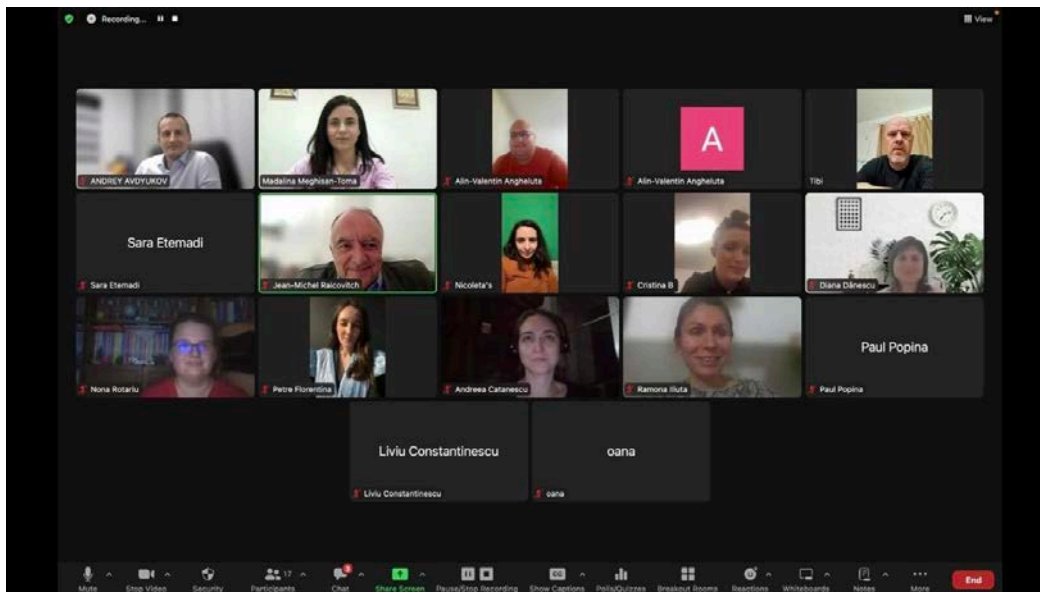 Recording...
View
ANDREY AVDYUKOV
Madalina Meghisan-Toma
Alin-Valentin Angheluta
A
Alin-Valentin Angheluta
Tibi
Sara Etemadi
Sara Etemadi
Jean-Michel Raicovitch
Nicoleta's
Cristina B
Diana Dănescu
Nona Rotariu
Petre Florentina
Andreea Catanescu
Ramona Iliuta
Paul Popina
Paul Popina
Liviu Constantinescu
Liviu Constantinescu
oana
oana
Mute
Stop Video
Security
Participants
17
Chat
3
Share Screen
Pause/Stop Recording
CC
Show Captions
Polls/Quizzes
Breakout Rooms
Reactions
Whiteboards
Notes
More
End